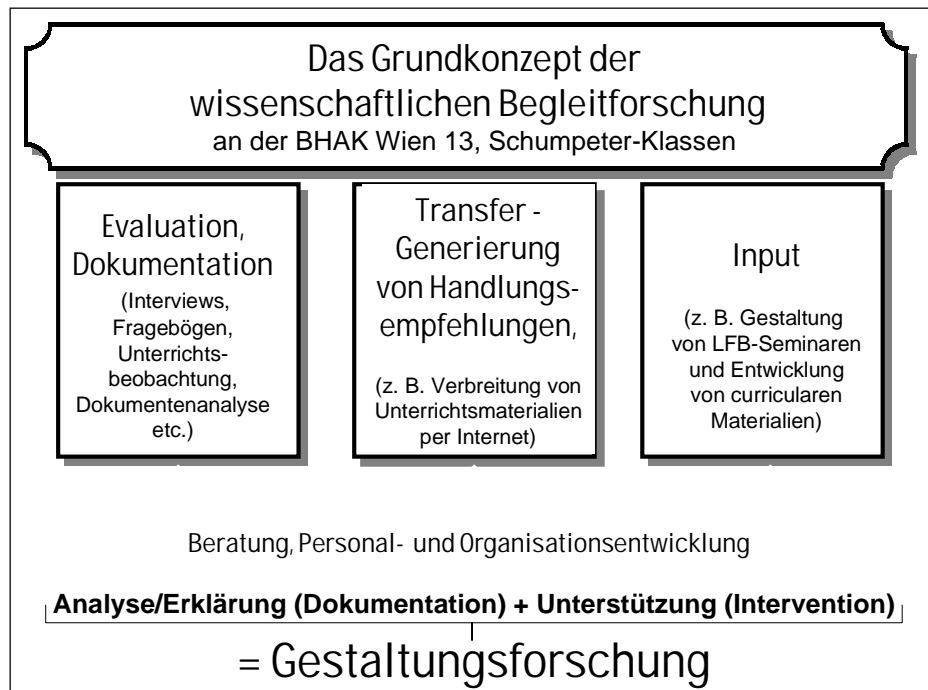 Das Grundkonzept der
wissenschaftlichen Begleitforschung
an der BHAK Wien 13, Schumpeter-Klassen
Evaluation,
Dokumentation
(Interviews,
Fragebögen,
Unterrichts-
beobachtung,
Dokumentenanalyse
etc.)
Transfer -
Generierung
von Handlungs-
empfehlungen,
(z. B. Verbreitung von
Unterrichtsmaterialien
per Internet)
Input
(z. B. Gestaltung
von LFB-Seminaren
und Entwicklung
von curricularen
Materialien)
Beratung, Personal- und Organisationsentwicklung
Analyse/Erklärung (Dokumentation) + Unterstützung (Intervention)
= Gestaltungsforschung